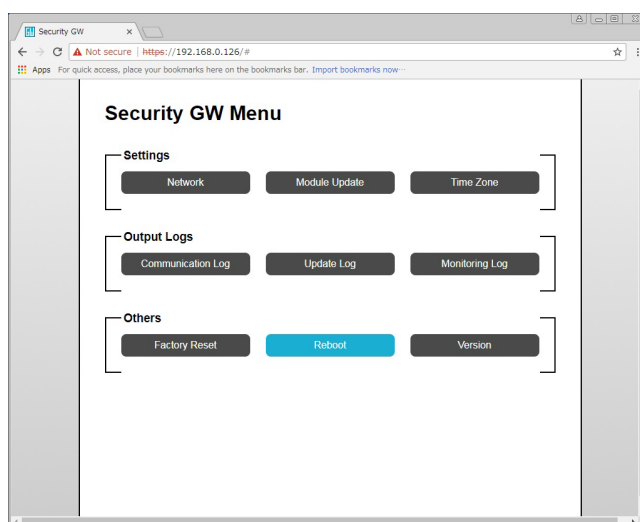 Security GW
Not secure | https://192.168.0.126/#
Apps For quick access, place your bookmarks here on the bookmarks bar. Import bookmarks now...
Security GW Menu
Settings
Network Module Update Time Zone
Output Logs
Communication Log Update Log Monitoring Log
Others
Factory Reset Reboot Version